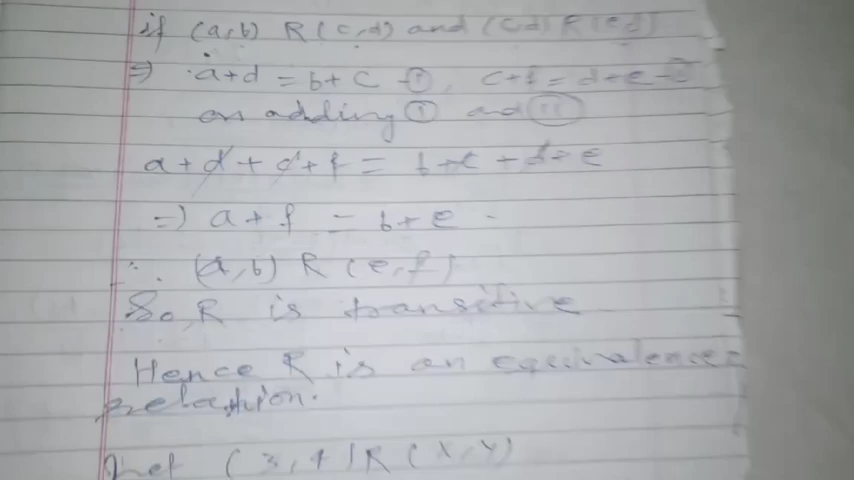 if (a,b) R (c,d) and (c,d) R (e,
⇒ a+d = b+c -①, c+f = d+e -②
on adding ① and ⑪
a+d+c+f = b+c+d+e
=) a+f = b+e.
∴ (a,b) R (e,f)
So R is transitive
Hence R is an equivalence
relation.
Let (3,4) R (x,y)